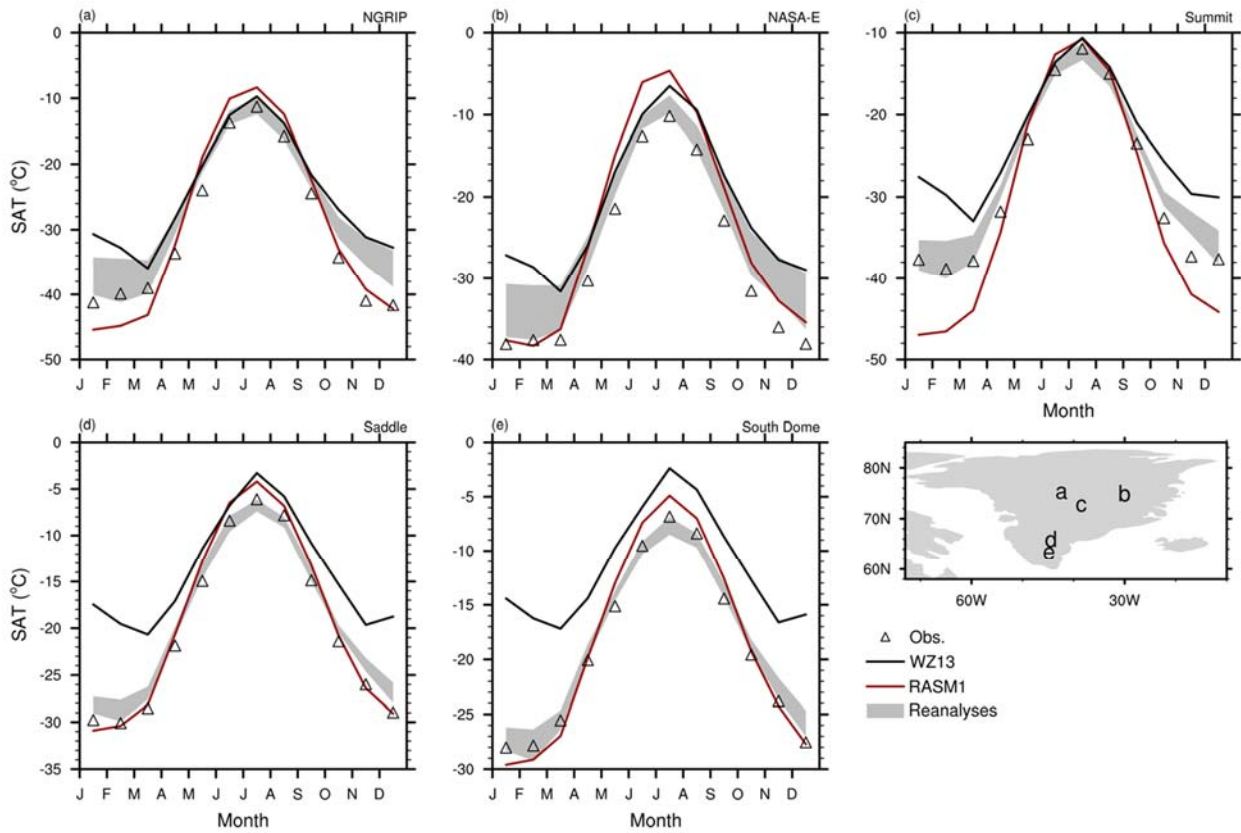 (a) NGRIP
(b) NASA-E
(c) Summit
0
-10
-20
-30
-40
-50
SAT (°C)
J F M A M J J A S O N D
0
-10
-20
-30
-40
J F M A M J J A S O N D
-10
-20
-30
-40
-50
J F M A M J J A S O N D
Month
(d) Saddle
(e) South Dome
0
-5
-10
-15
-20
-25
-30
-35
SAT (°C)
J F M A M J J A S O N D
Month
0
-5
-10
-15
-20
-25
-30
J F M A M J J A S O N D
Month
80N
70N
60N
a
b
c
d
e
60W 30W
Obs.
WZ13
RASM1
Reanalyses